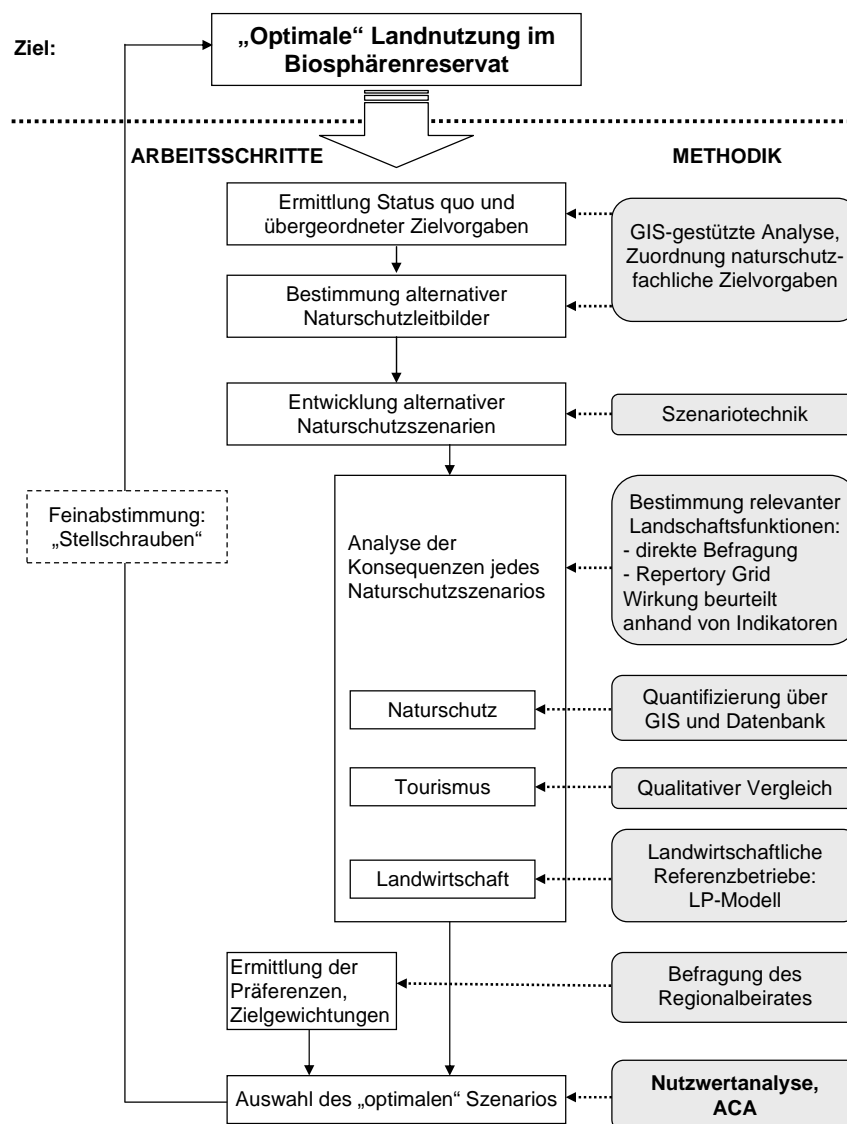 Ziel:
„Optimale“ Landnutzung im
Biosphärenreservat
ARBEITSSCHRITTE
METHODIK
Ermittlung Status quo und
übergeordneter Zielvorgaben
GIS-gestützte Analyse,
Zuordnung naturschutz-
fachliche Zielvorgaben
Bestimmung alternativer
Naturschutzleitbilder
Entwicklung alternativer
Naturschutzszenarien
Szenariotechnik
Feinabstimmung:
„Stellschrauben“
Analyse der
Konsequenzen jedes
Naturschutzszenarios
Bestimmung relevanter
Landschaftsfunktionen:
- direkte Befragung
- Repertory Grid
Wirkung beurteilt
anhand von Indikatoren
Naturschutz
Quantifizierung über
GIS und Datenbank
Tourismus
Qualitativer Vergleich
Landwirtschaft
Landwirtschaftliche
Referenzbetriebe:
LP-Modell
Ermittlung der
Präferenzen,
Zielgewichtungen
Befragung des
Regionalbeirates
Auswahl des „optimalen“ Szenarios
Nutzwertanalyse,
ACA